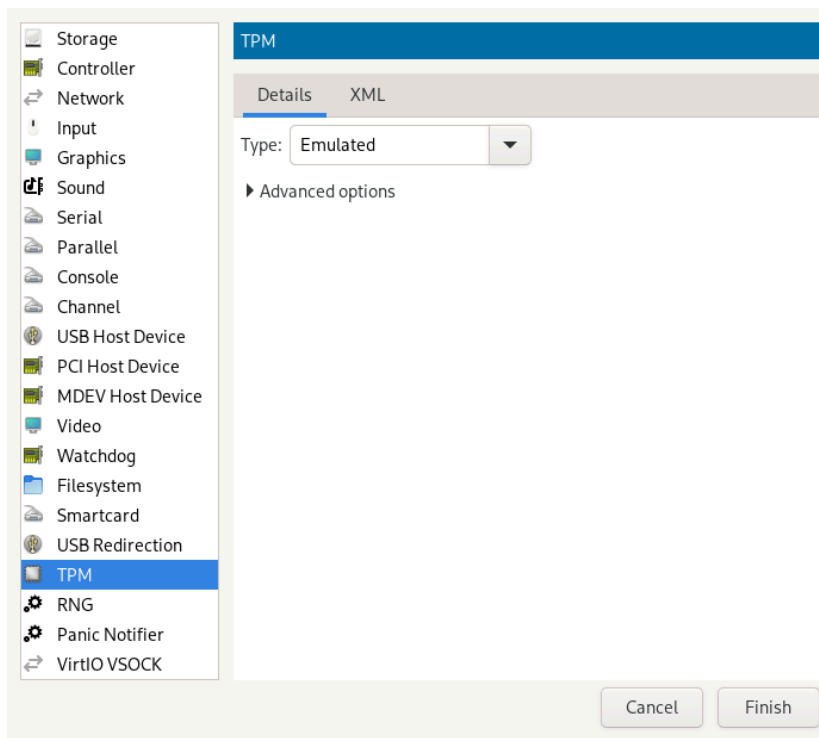 Storage
Controller
Network
Input
Graphics
Sound
Serial
Parallel
Console
Channel
USB Host Device
PCI Host Device
MDEV Host Device
Video
Watchdog
Filesystem
Smartcard
USB Redirection
TPM
RNG
Panic Notifier
VirtIO VSOCK
TPM
Details XML
Type: Emulated
Advanced options
Cancel Finish